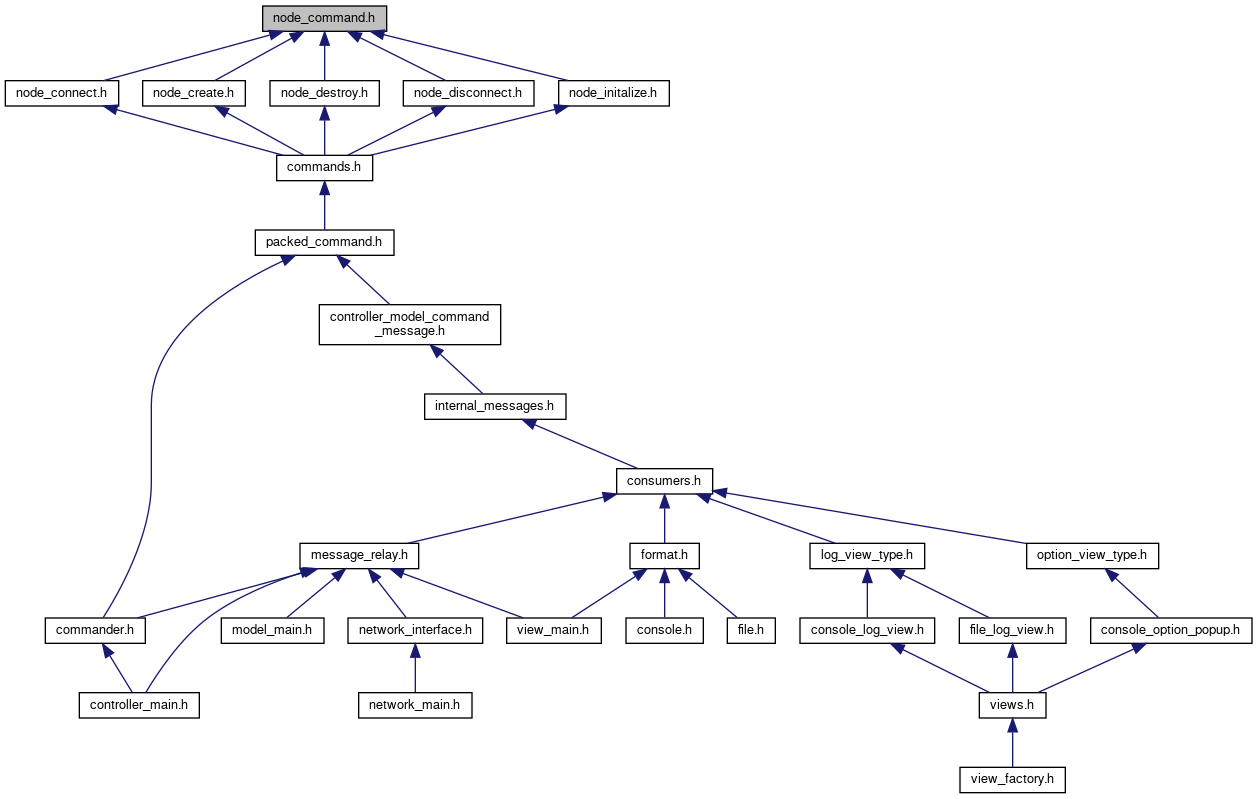 node_command.h
node_connect.h
node_create.h
node_destroy.h
node_disconnect.h
node_initalize.h
commands.h
packed_command.h
controller_model_command
_message.h
internal_messages.h
consumers.h
message_relay.h
format.h
log_view_type.h
option_view_type.h
commander.h
model_main.h
network_interface.h
view_main.h
console.h
file.h
console_log_view.h
file_log_view.h
console_option_popup.h
controller_main.h
network_main.h
views.h
view_factory.h